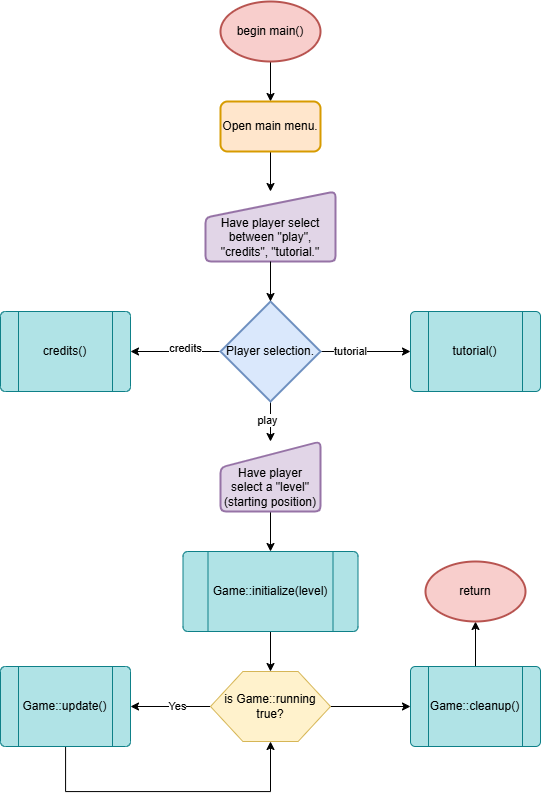 begin main()
Open main menu.
Have player select
between "play",
"credits", "tutorial."
credits()
credits
Player selection.
tutorial
tutorial()
play
Have player
select a "level"
(starting position)
Game::initialize(level)
return
Game::update()
Yes
is Game::running
true?
Game::cleanup()